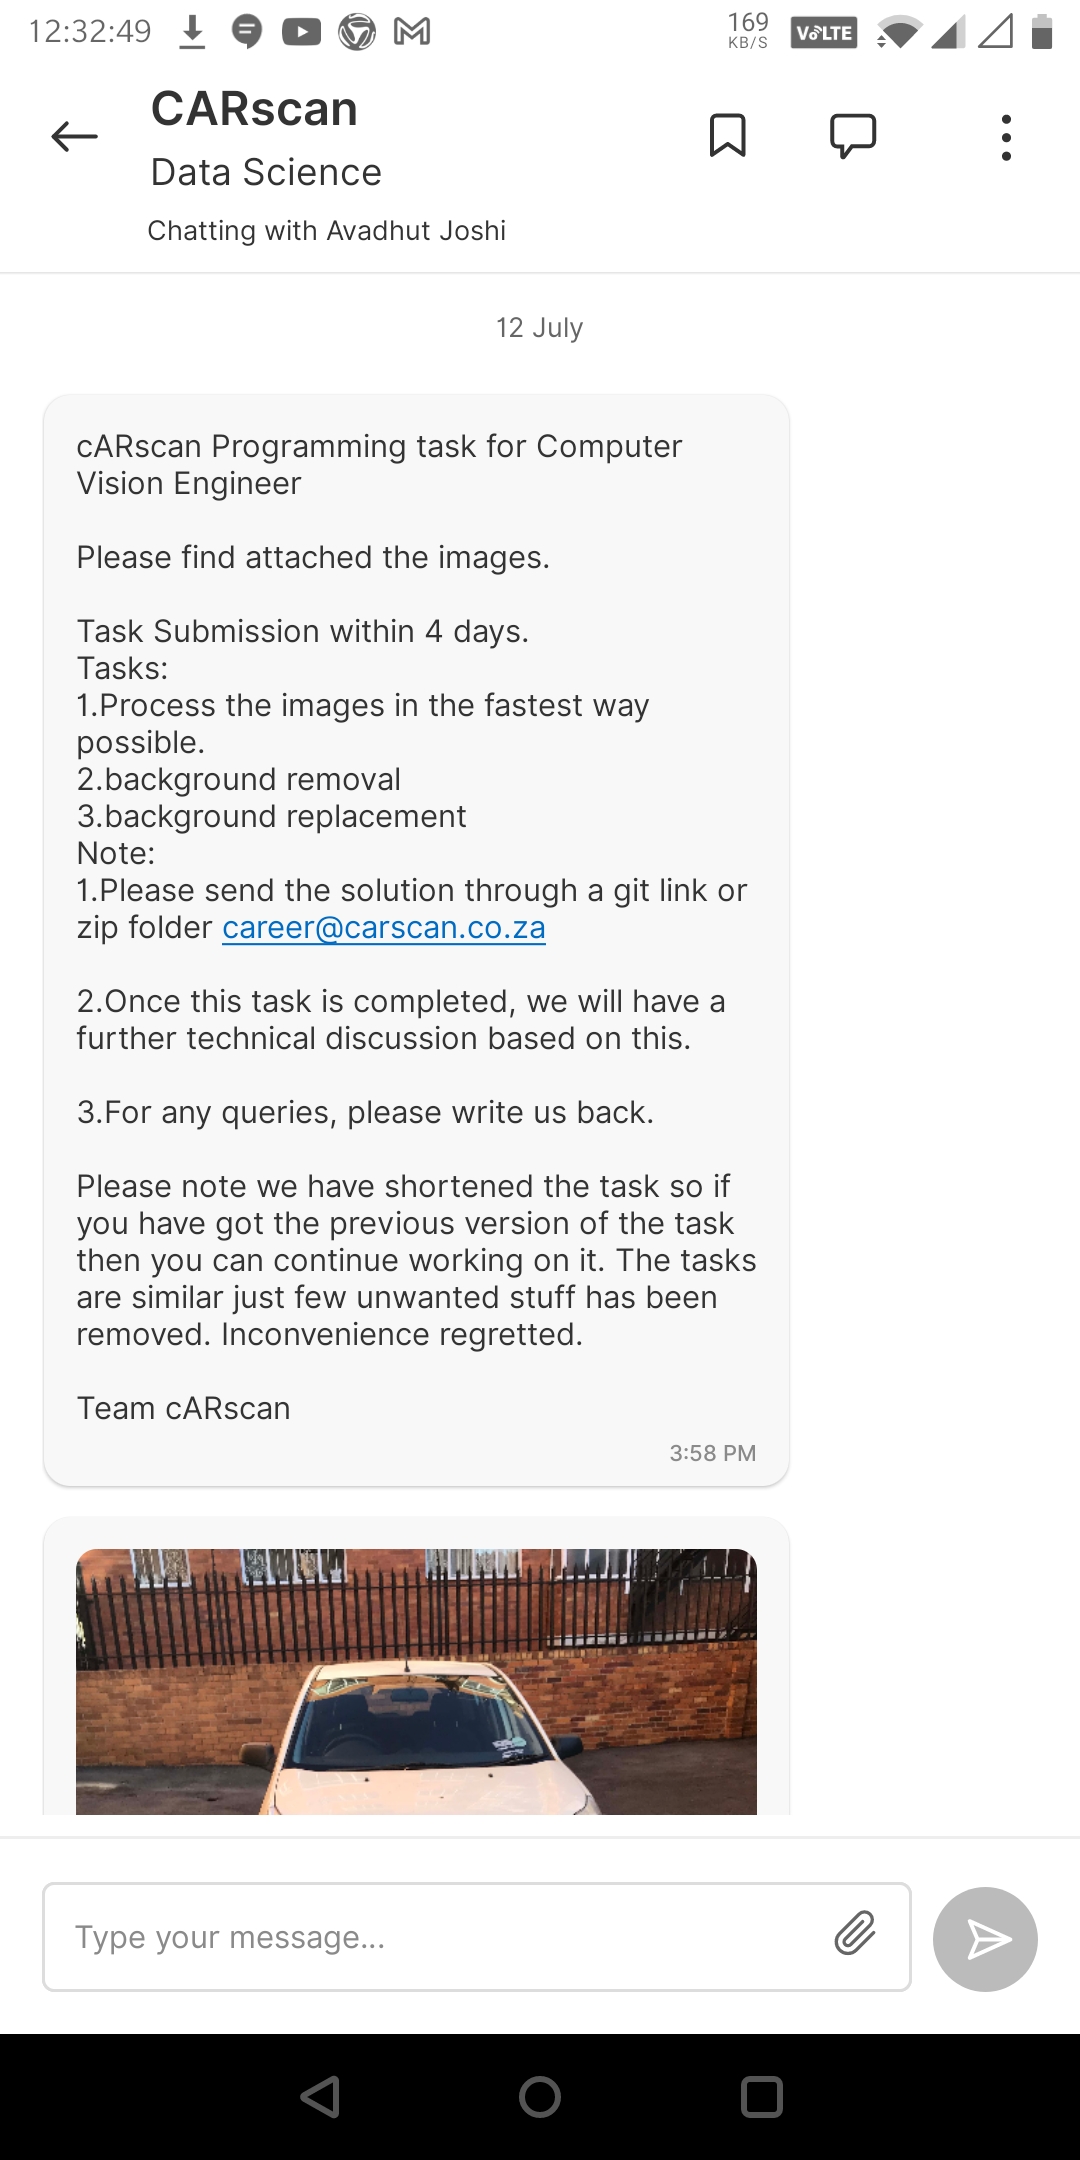 12:32:49
169
KB/S
VoLTE
CARscan
Data Science
Chatting with Avadhut Joshi
12 July
cARscan Programming task for Computer
Vision Engineer
Please find attached the images.
Task Submission within 4 days.
Tasks:
1.Process the images in the fastest way
possible.
2.background removal
3.background replacement
Note:
1.Please send the solution through a git link or
zip folder career@carscan.co.za
2.Once this task is completed, we will have a
further technical discussion based on this.
3.For any queries, please write us back.
Please note we have shortened the task so if
you have got the previous version of the task
then you can continue working on it. The tasks
are similar just few unwanted stuff has been
removed. Inconvenience regretted.
Team cARscan
3:58 PM
Type your message...